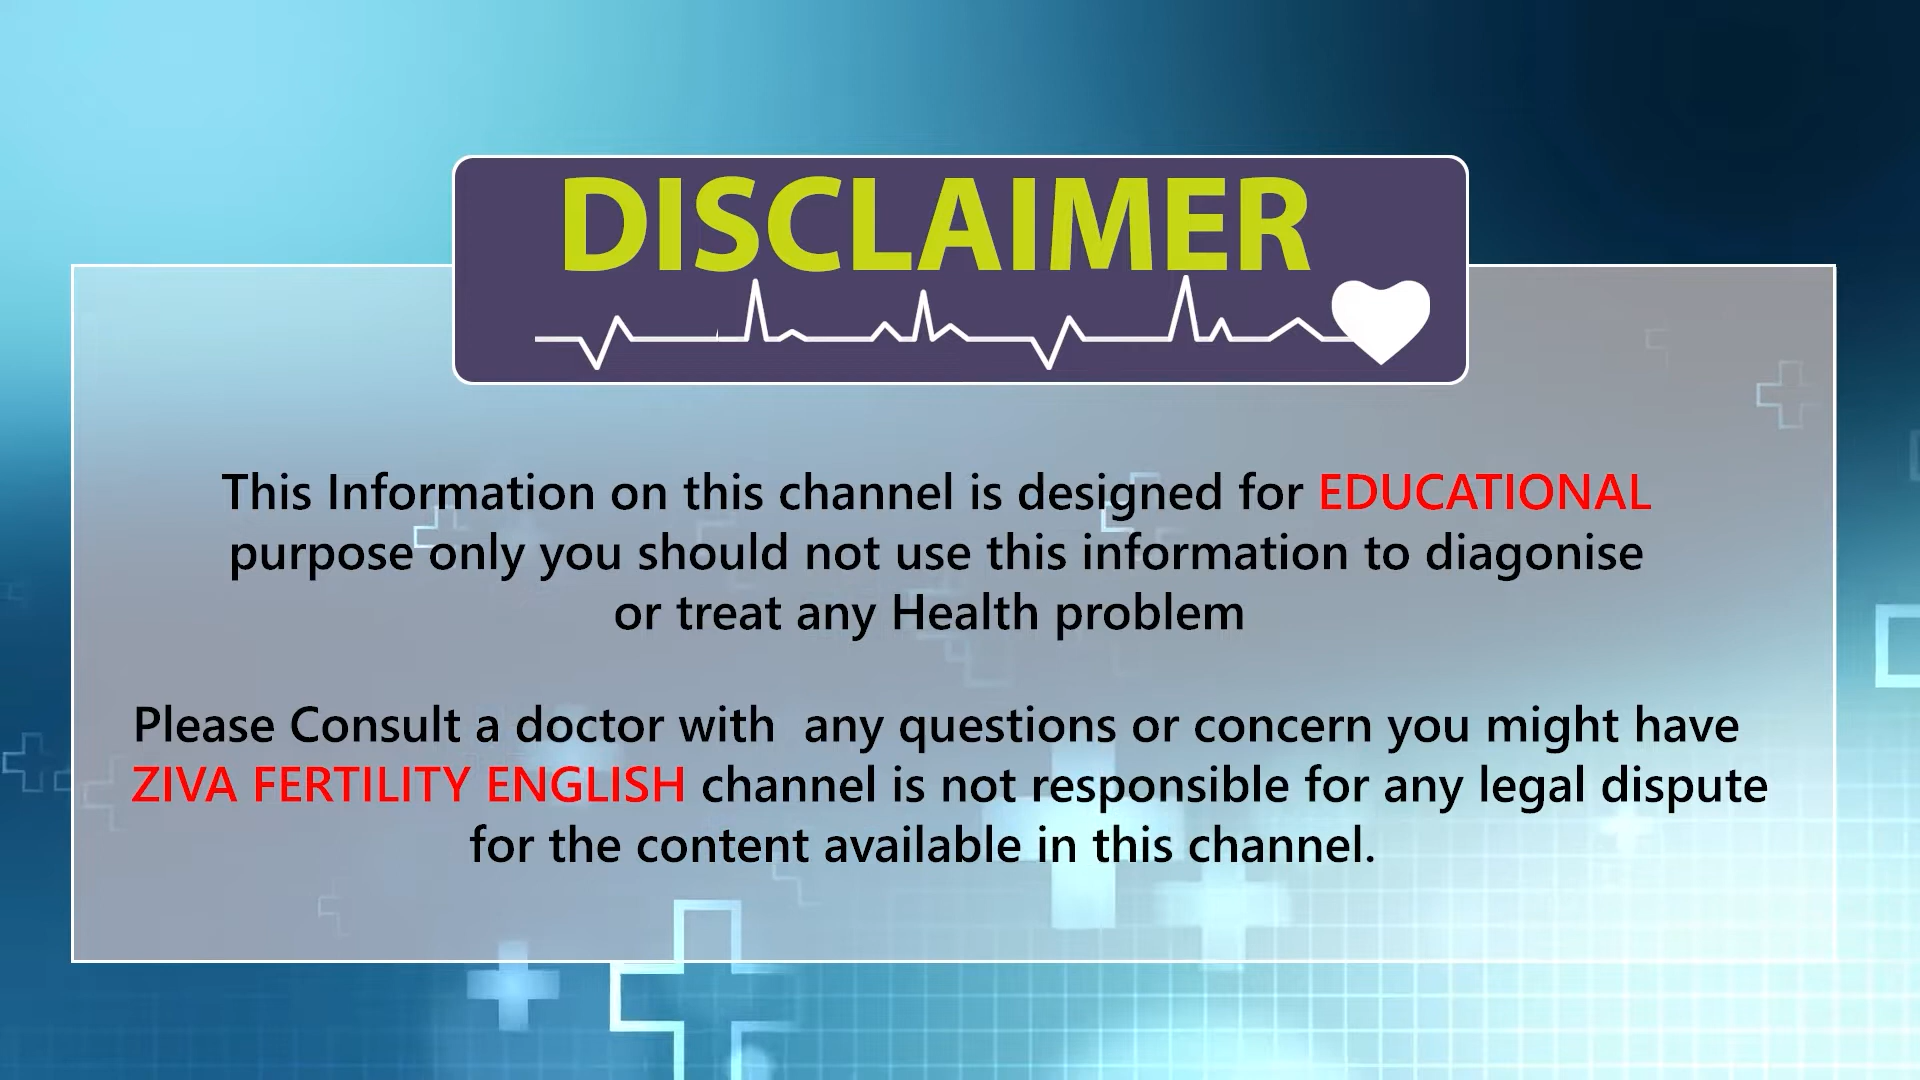 DISCLAIMER
This Information on this channel is designed for EDUCATIONAL
purpose only you should not use this information to diagonise
or treat any Health problem
Please Consult a doctor with  any questions or concern you might have
ZIVA FERTILITY ENGLISH channel is not responsible for any legal dispute
for the content available in this channel.